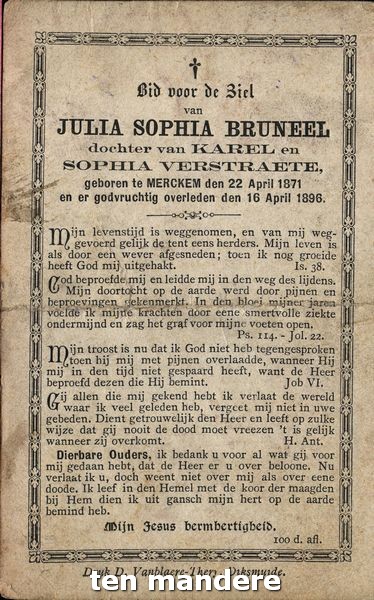 Bid voor de Ziel
van
JULIA SOPHIA BRUNEEL
dochter van KAREL en
SOPHIA VERSTRAETE,
geboren te MERCKEM den 22 April 1871
en er godvruchtig overleden den 16 April 1896.
Mijn levenstijd is weggenomen, en van mij weg-
gevoerd gelijk de tent eens herders. Mijn leven is
als door een wever afgesneden; toen ik nog groeide
heeft God mij uitgehakt. Is. 38.
God beproefde mij en leidde mij in den weg des lijdens.
Mijn doortocht op de aarde werd door pijnen en
beproevingen gekenmerkt. In den bloei mijner jaren
voelde ik mijne krachten door eene smertvolle ziekte
ondermijnd en zag het graf voor mijne voeten open.
Ps. 114. - Jol. 22.
Mijn troost is nu dat ik God niet heb tegengesproken
toen hij mij met pijnen overlaadde, wanneer Hij
mij in den tijd niet gespaard heeft, want de Heer
beproefd dezen die Hij bemint. Job VI.
Gij allen die mij gekend hebt ik verlaat de wereld
waar ik veel geleden heb, vergeet mij niet in uwe
gebeden. Dient getrouwelijk den Heer en leeft op zulke
wijze dat gij nooit de dood moet vreezen 't is gelijk
wanneer zij overkomt. H. Ant.
Dierbare Ouders, ik bedank u voor al wat gij voor
mij gedaan hebt, dat de Heer er u over beloone. Nu
verlaat ik u, doch weent niet over mij als over eene
doode. Ik leef in den Hemel met de koor der maagden
bij Hem dien ik uit gansch mijn hert op de aarde
bemind heb.
Mijn Jesus bermhertigheid.
100 d. afl.
Druk D. Vanblaere-Thery, Diksmuide.
ten mandere